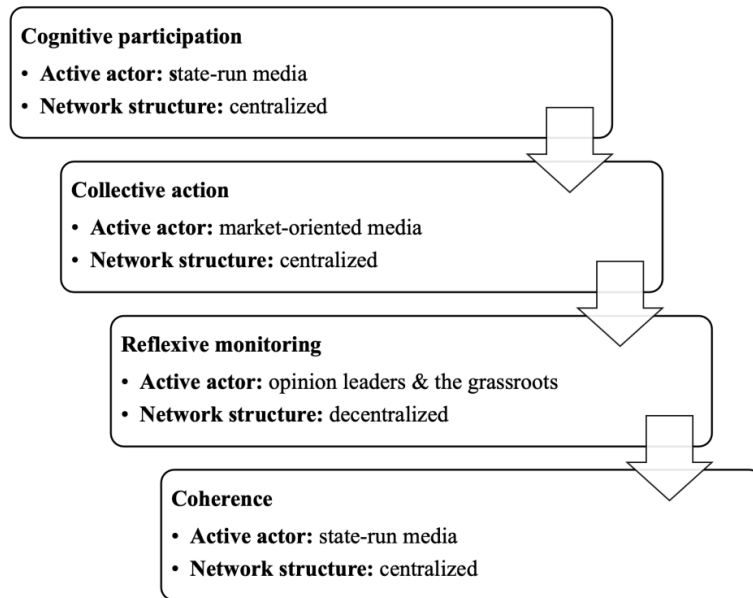 Cognitive participation
• Active actor: state-run media
• Network structure: centralized
Collective action
• Active actor: market-oriented media
• Network structure: centralized
Reflexive monitoring
• Active actor: opinion leaders & the grassroots
• Network structure: decentralized
Coherence
• Active actor: state-run media
• Network structure: centralized